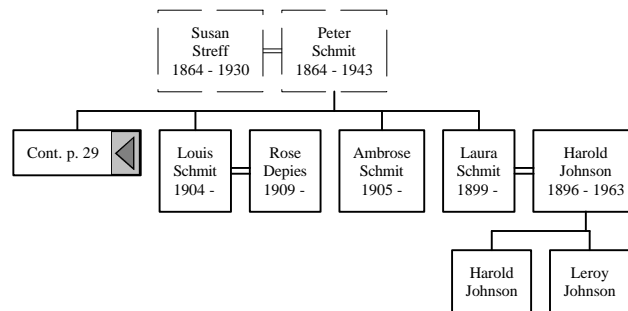 Susan
Streff
1864 - 1930
Peter
Schmit
1864 - 1943
Cont. p. 29
Louis
Schmit
1904 -
Rose
Depies
1909 -
Ambrose
Schmit
1905 -
Laura
Schmit
1899 -
Harold
Johnson
1896 - 1963
Harold
Johnson
Leroy
Johnson